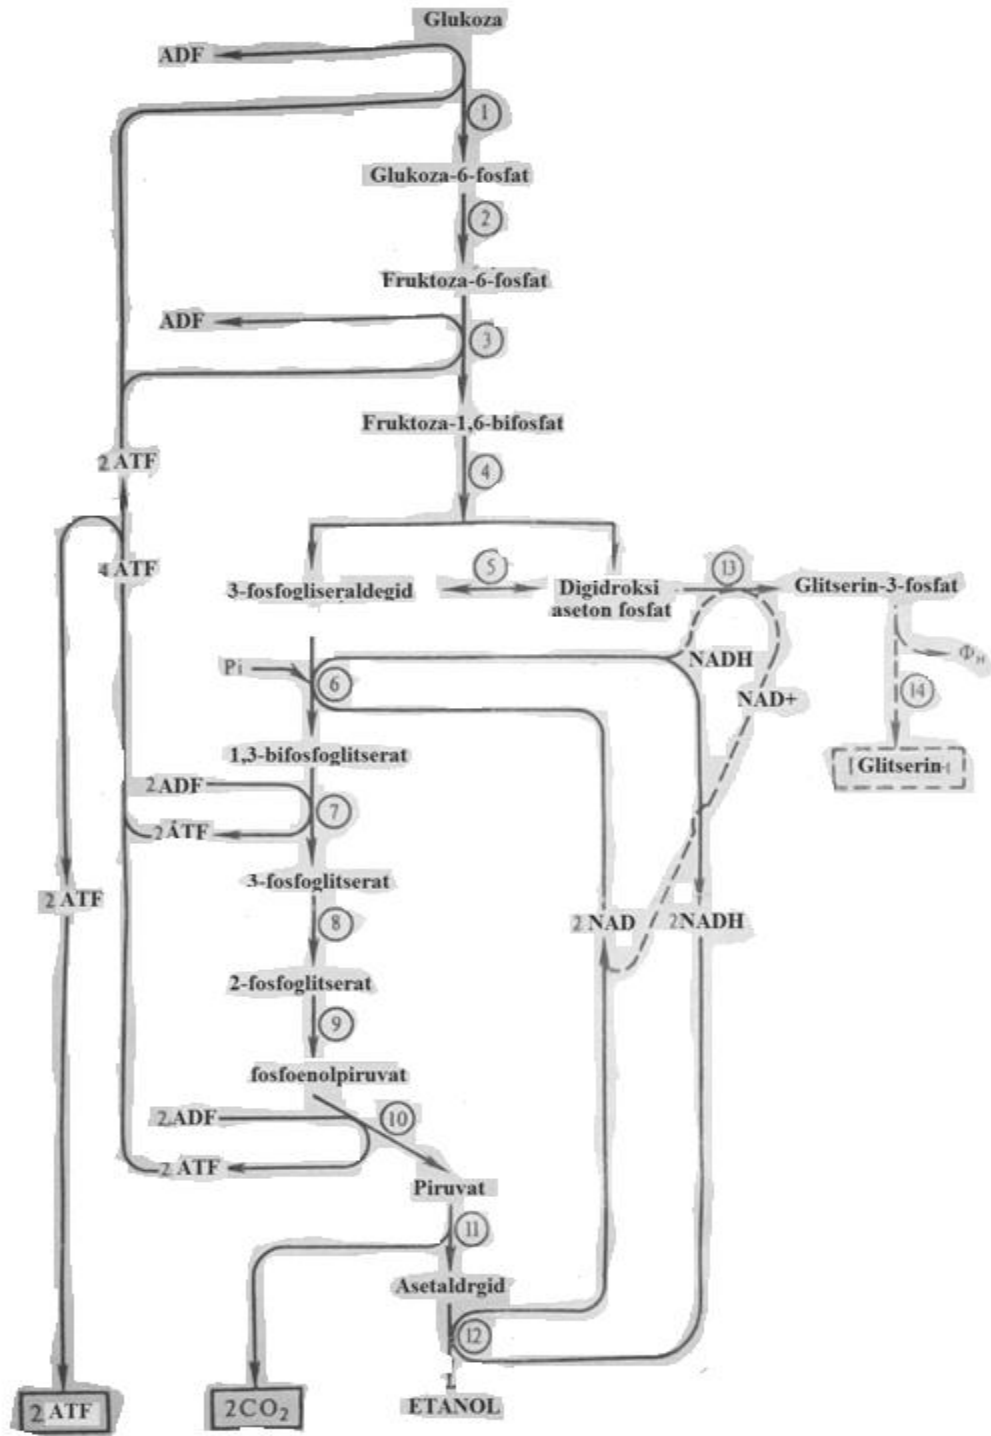 Glukoza
ADF
1
Glukoza-6-fosfat
2
Fruktoza-6-fosfat
ADF
3
Fruktoza-1,6-bifosfat
2 ATF
4
4 ATF
3-fosfogliseraldegid
5
Digidroksi
aseton fosfat
13
Glitserin-3-fosfat
Pi
6
NADH
Фн
NAD+
14
1,3-bifosfoglitserat
Glitserin
2 ADF
7
2 ATF
3-fosfoglitserat
2 ATF
8
2 NAD
2NADH
2-fosfoglitserat
9
fosfoenolpiruvat
2 ADF
10
2 ATF
Piruvat
11
Asetaldrgid
12
2 ATF
2CO₂
ETANOL